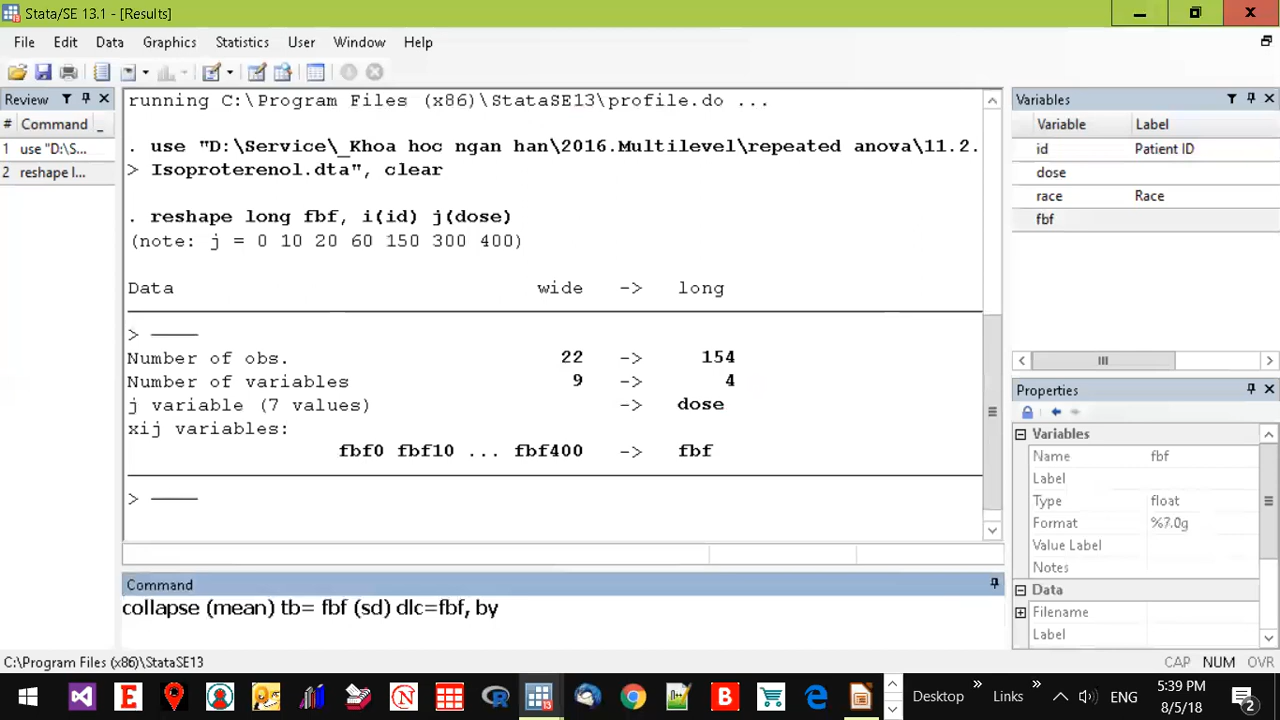 Stata/SE 13.1 - [Results]
File Edit Data Graphics Statistics User Window Help
Review
# Command _
1 use "D:\S...
2 reshape l...
running C:\Program Files (x86)\StataSE13\profile.do ...
. use "D:\Service\_Khoa hoc ngan han\2016.Multilevel\repeated anova\11.2.
> Isoproterenol.dta", clear
. reshape long fbf, i(id) j(dose)
(note: j = 0 10 20 60 150 300 400)
Data wide -> long
>
Number of obs. 22 -> 154
Number of variables 9 -> 4
j variable (7 values) -> dose
xij variables:
fbf0 fbf10 ... fbf400 -> fbf
>
Command
collapse (mean) tb= fbf (sd) dlc=fbf, by
Variables
Variable Label
id Patient ID
dose
race Race
fbf
Properties
Variables
Name fbf
Label
Type float
Format %7.0g
Value Label
Notes
Data
Filename
Label
C:\Program Files (x86)\StataSE13
CAP NUM OVR
Desktop » Links » ENG
5:39 PM
8/5/18
2